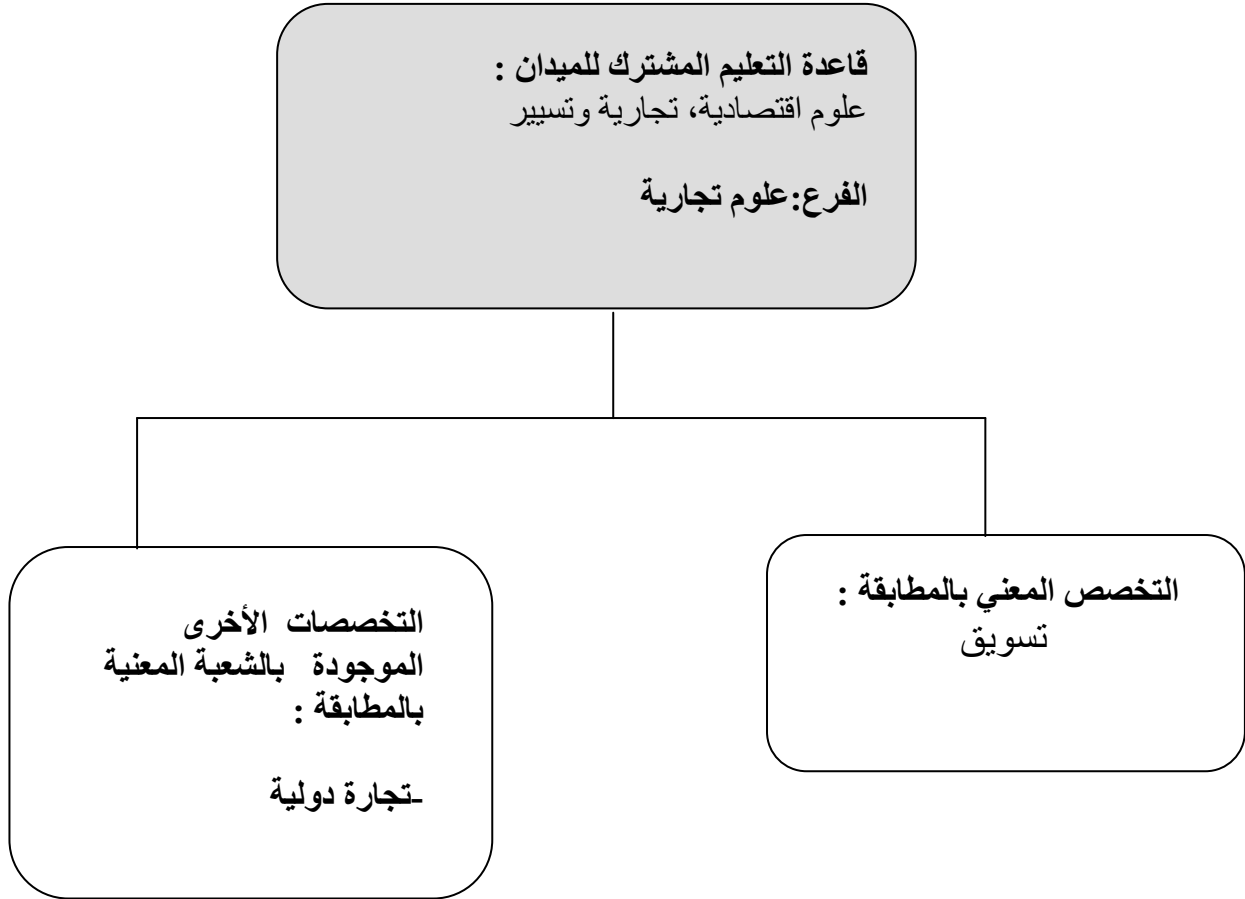 قاعدة التعليم المشترك للميدان :
علوم اقتصادية، تجارية وتسيير
الفرع:علوم تجارية
التخصص المعني بالمطابقة :
تسويق
التخصصات الأخرى
الموجودة بالشعبة المعنية
بالمطابقة :
-تجارة دولية